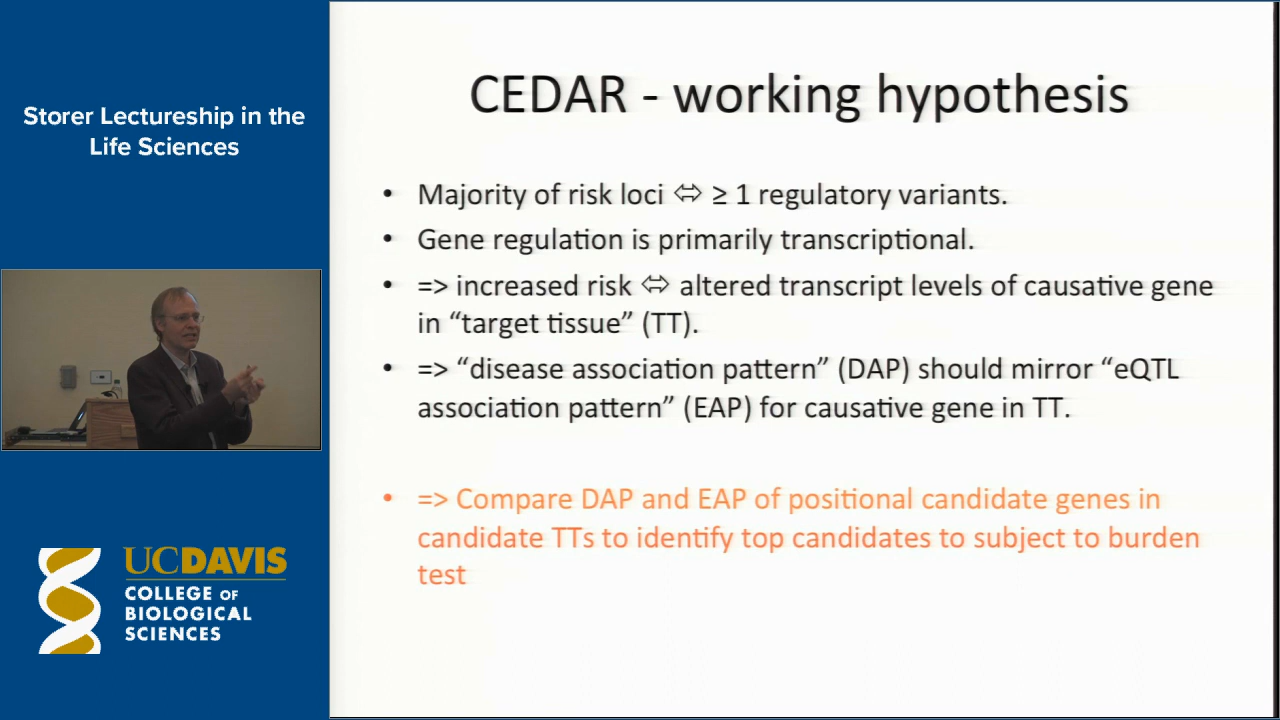 Storer Lectureship in the
Life Sciences
UCDAVIS
COLLEGE OF
BIOLOGICAL
SCIENCES
CEDAR - working hypothesis
• Majority of risk loci ⬄ ≥ 1 regulatory variants.
• Gene regulation is primarily transcriptional.
• => increased risk ⬄ altered transcript levels of causative gene
in “target tissue” (TT).
• => “disease association pattern” (DAP) should mirror “eQTL
association pattern” (EAP) for causative gene in TT.
• => Compare DAP and EAP of positional candidate genes in
candidate TTs to identify top candidates to subject to burden
test